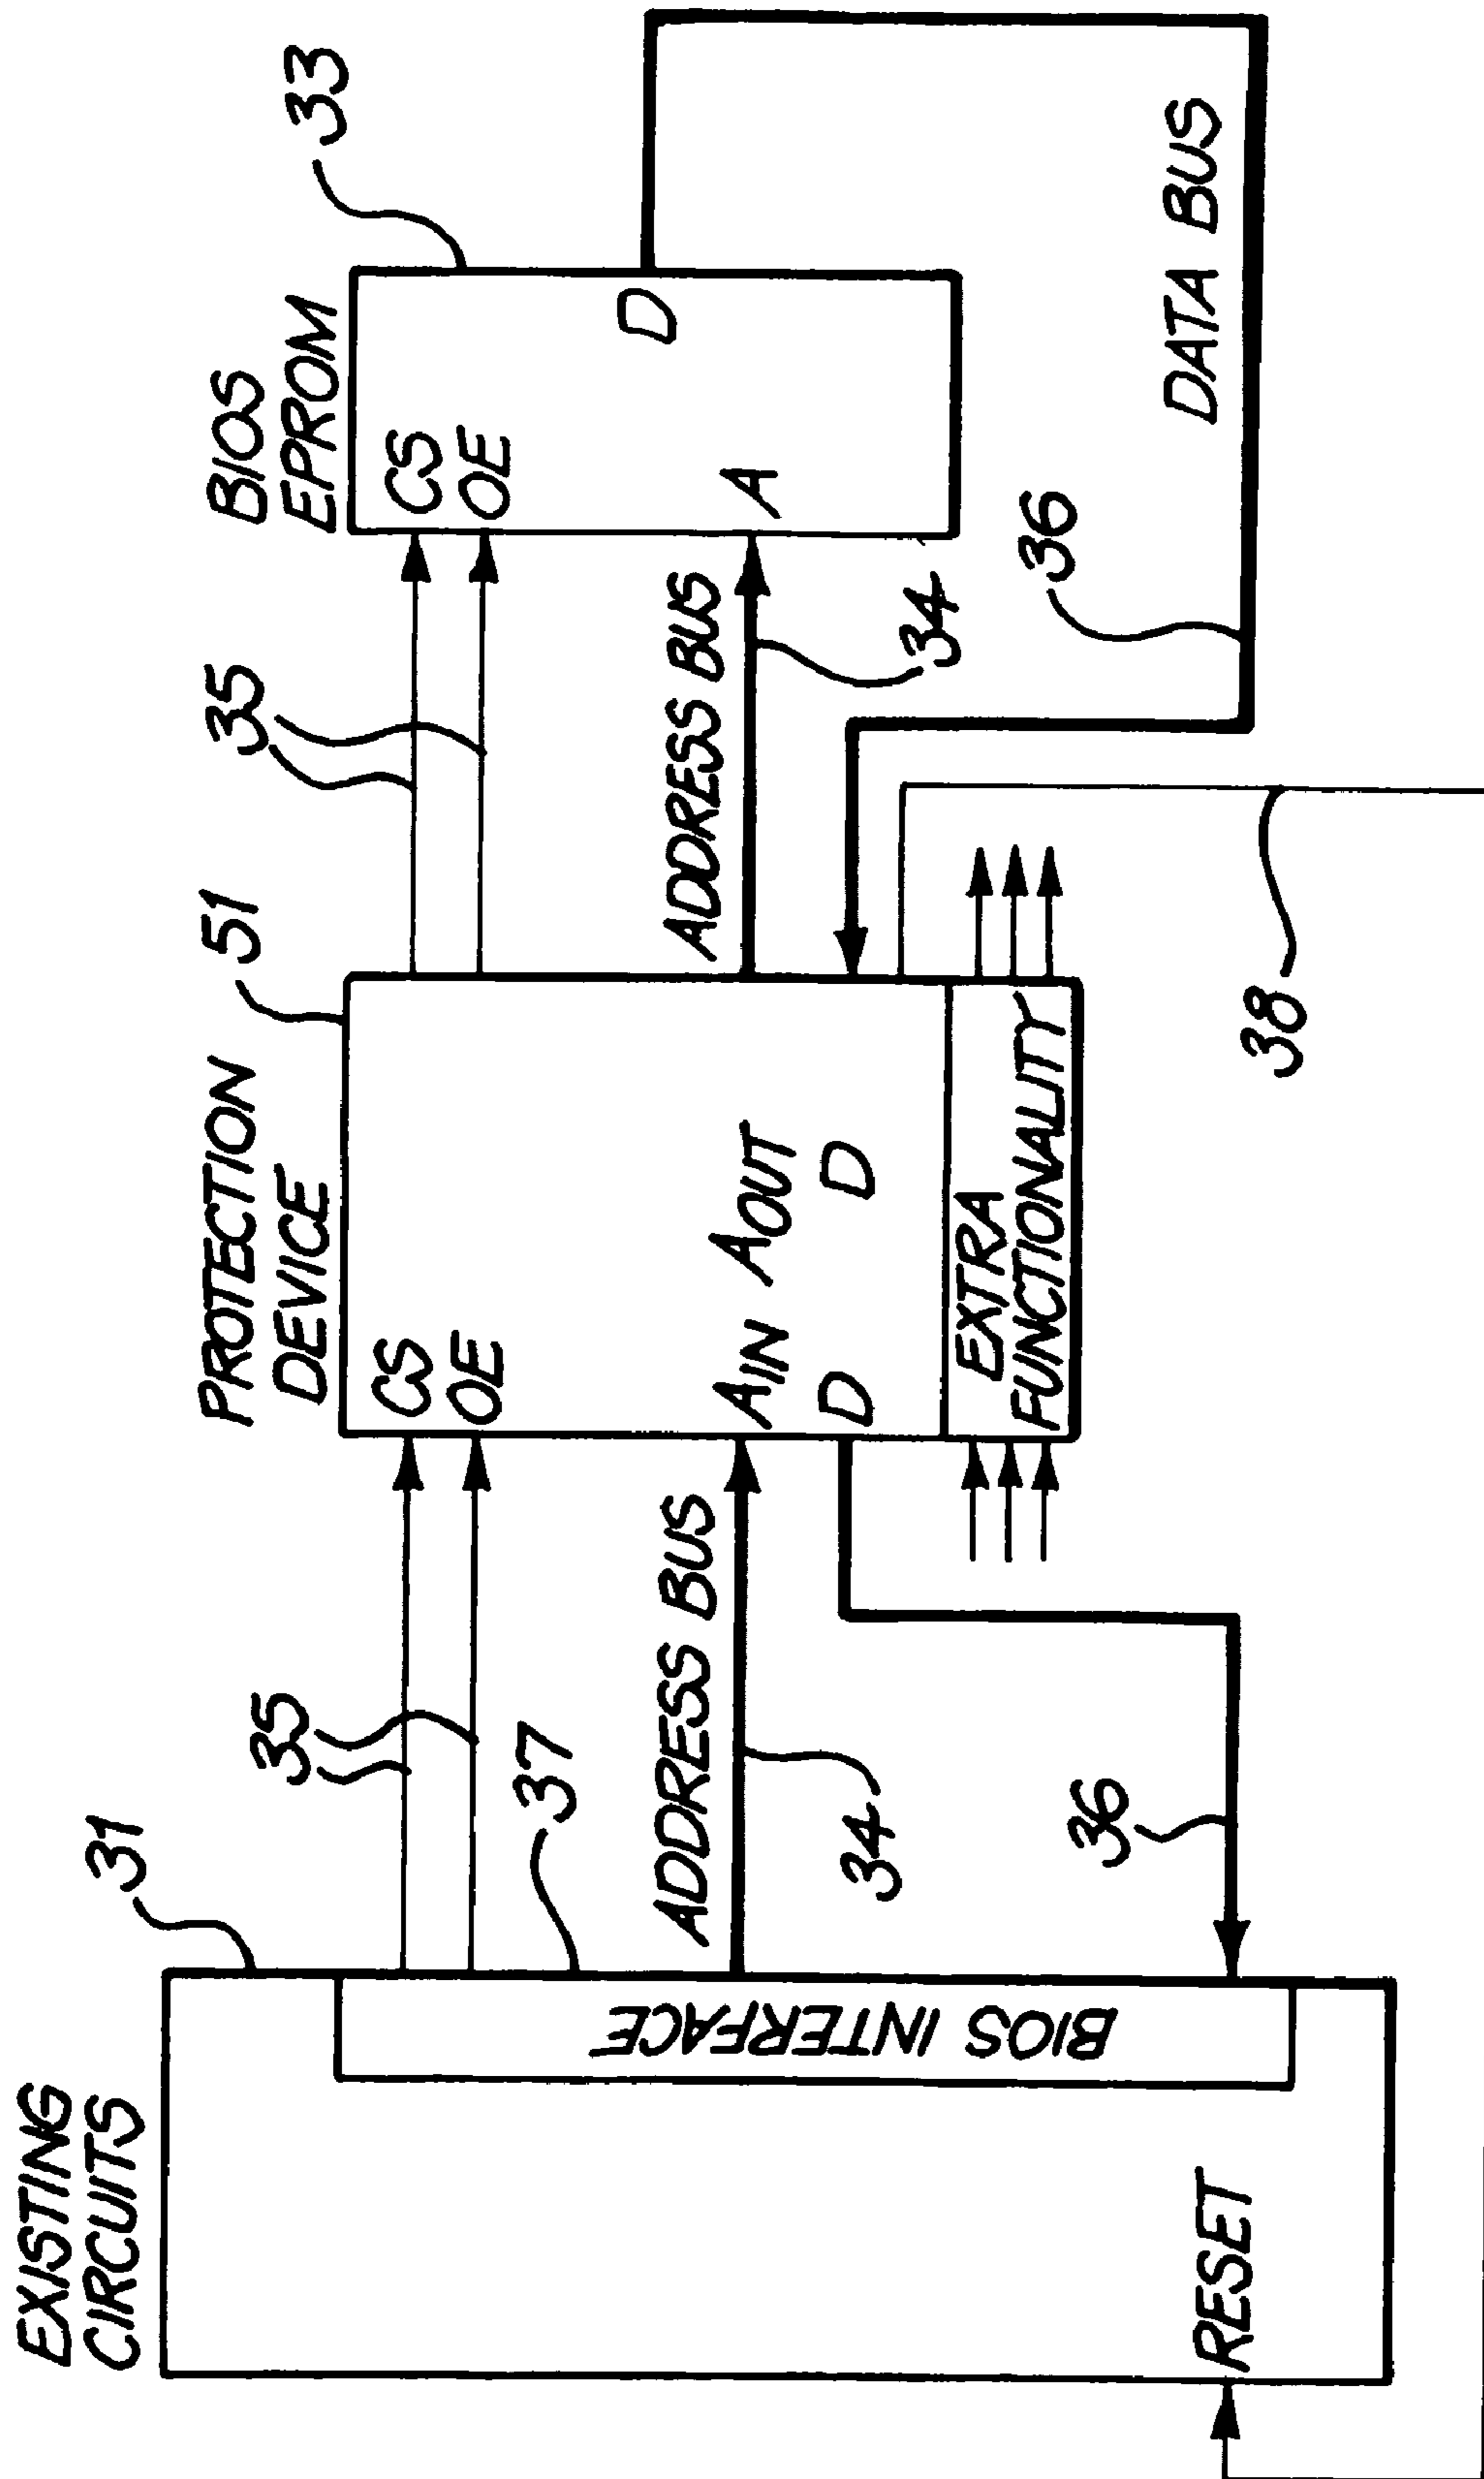 EXISTING
CIRCUITS
31
RESET
BIOS INTERFACE
37
35
ADDRESS BUS
34
36
PROTECTION
DEVICE
51
CS
OE
AIN AOUT
D D
EXTRA
FUNCTIONALITY
35
ADDRESS BUS
34
38
BIOS
EPROM
33
CS
OE
A
D
36
DATA BUS